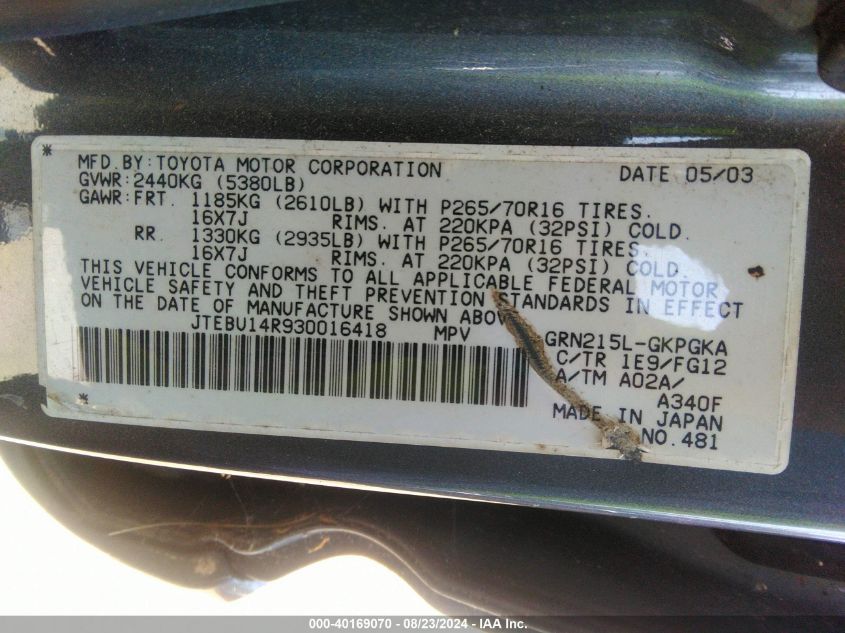 * MFD.BY:TOYOTA MOTOR CORPORATION DATE 05/03
GVWR:2440KG (5380LB)
GAWR:FRT. 1185KG (2610LB) WITH P265/70R16 TIRES.
16X7J RIMS. AT 220KPA (32PSI) COLD.
RR. 1330KG (2935LB) WITH P265/70R16 TIRES.
16X7J RIMS. AT 220KPA (32PSI) COLD.
THIS VEHICLE CONFORMS TO ALL APPLICABLE FEDERAL MOTOR
VEHICLE SAFETY AND THEFT PREVENTION STANDARDS IN EFFECT
ON THE DATE OF MANUFACTURE SHOWN ABOVE
JTEBU14R930016418 MPV GRN215L-GKPGKA
C/TR 1E9/FG12
A/TM A02A/
A340F
MADE IN JAPAN
* NO.481
000-40169070 - 08/23/2024 - IAA Inc.